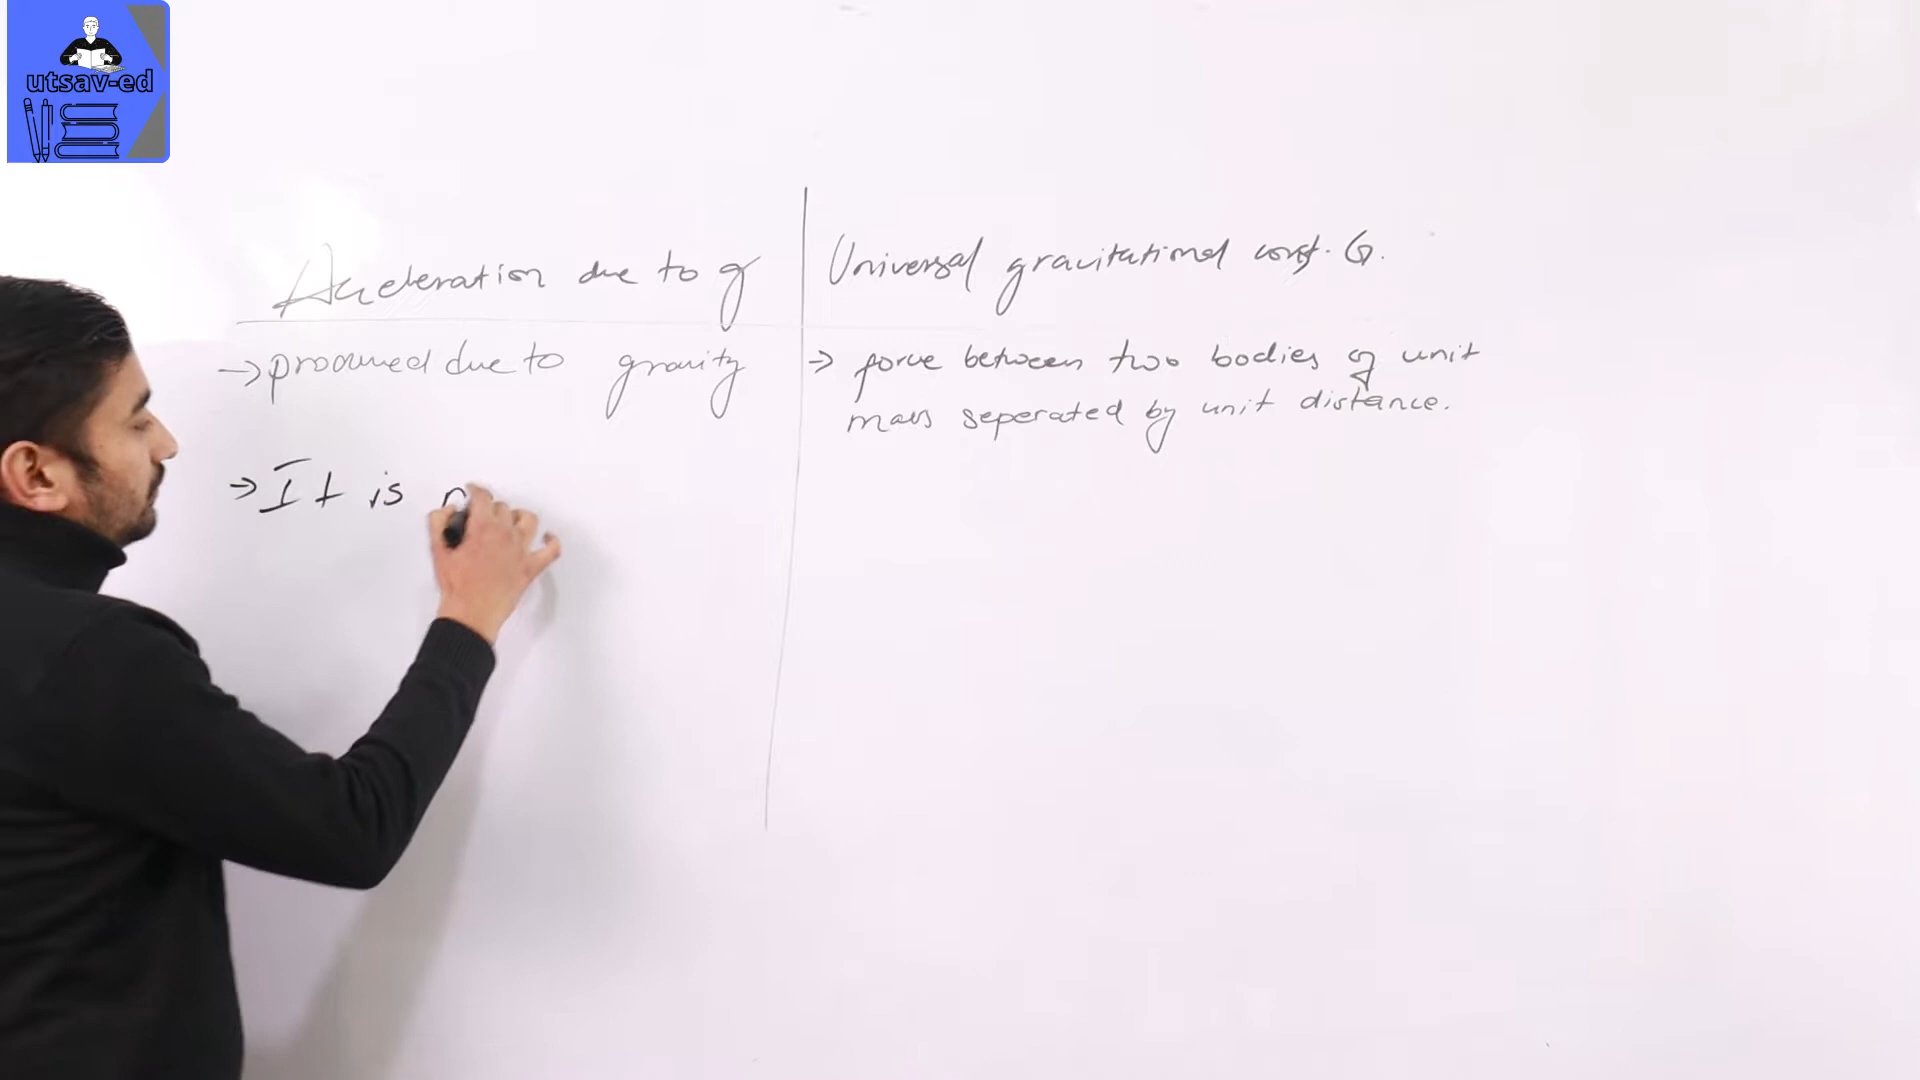 utsav-ed
Acceleration due to g
Universal gravitational const. G.
→ produced due to gravity
→ force between two bodies of unit
mass seperated by unit distance.
→ It is n